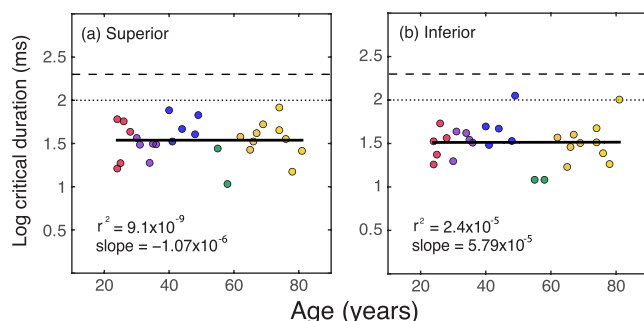 (a) Superior
(b) Inferior
Log critical duration (ms)
2.5
2
1.5
1
0.5
r² = 9.1x10⁻⁹
slope = −1.07x10⁻⁶
20
40
60
80
2.5
2
1.5
1
0.5
r² = 2.4x10⁻⁵
slope = 5.79x10⁻⁵
20
40
60
80
Age (years)